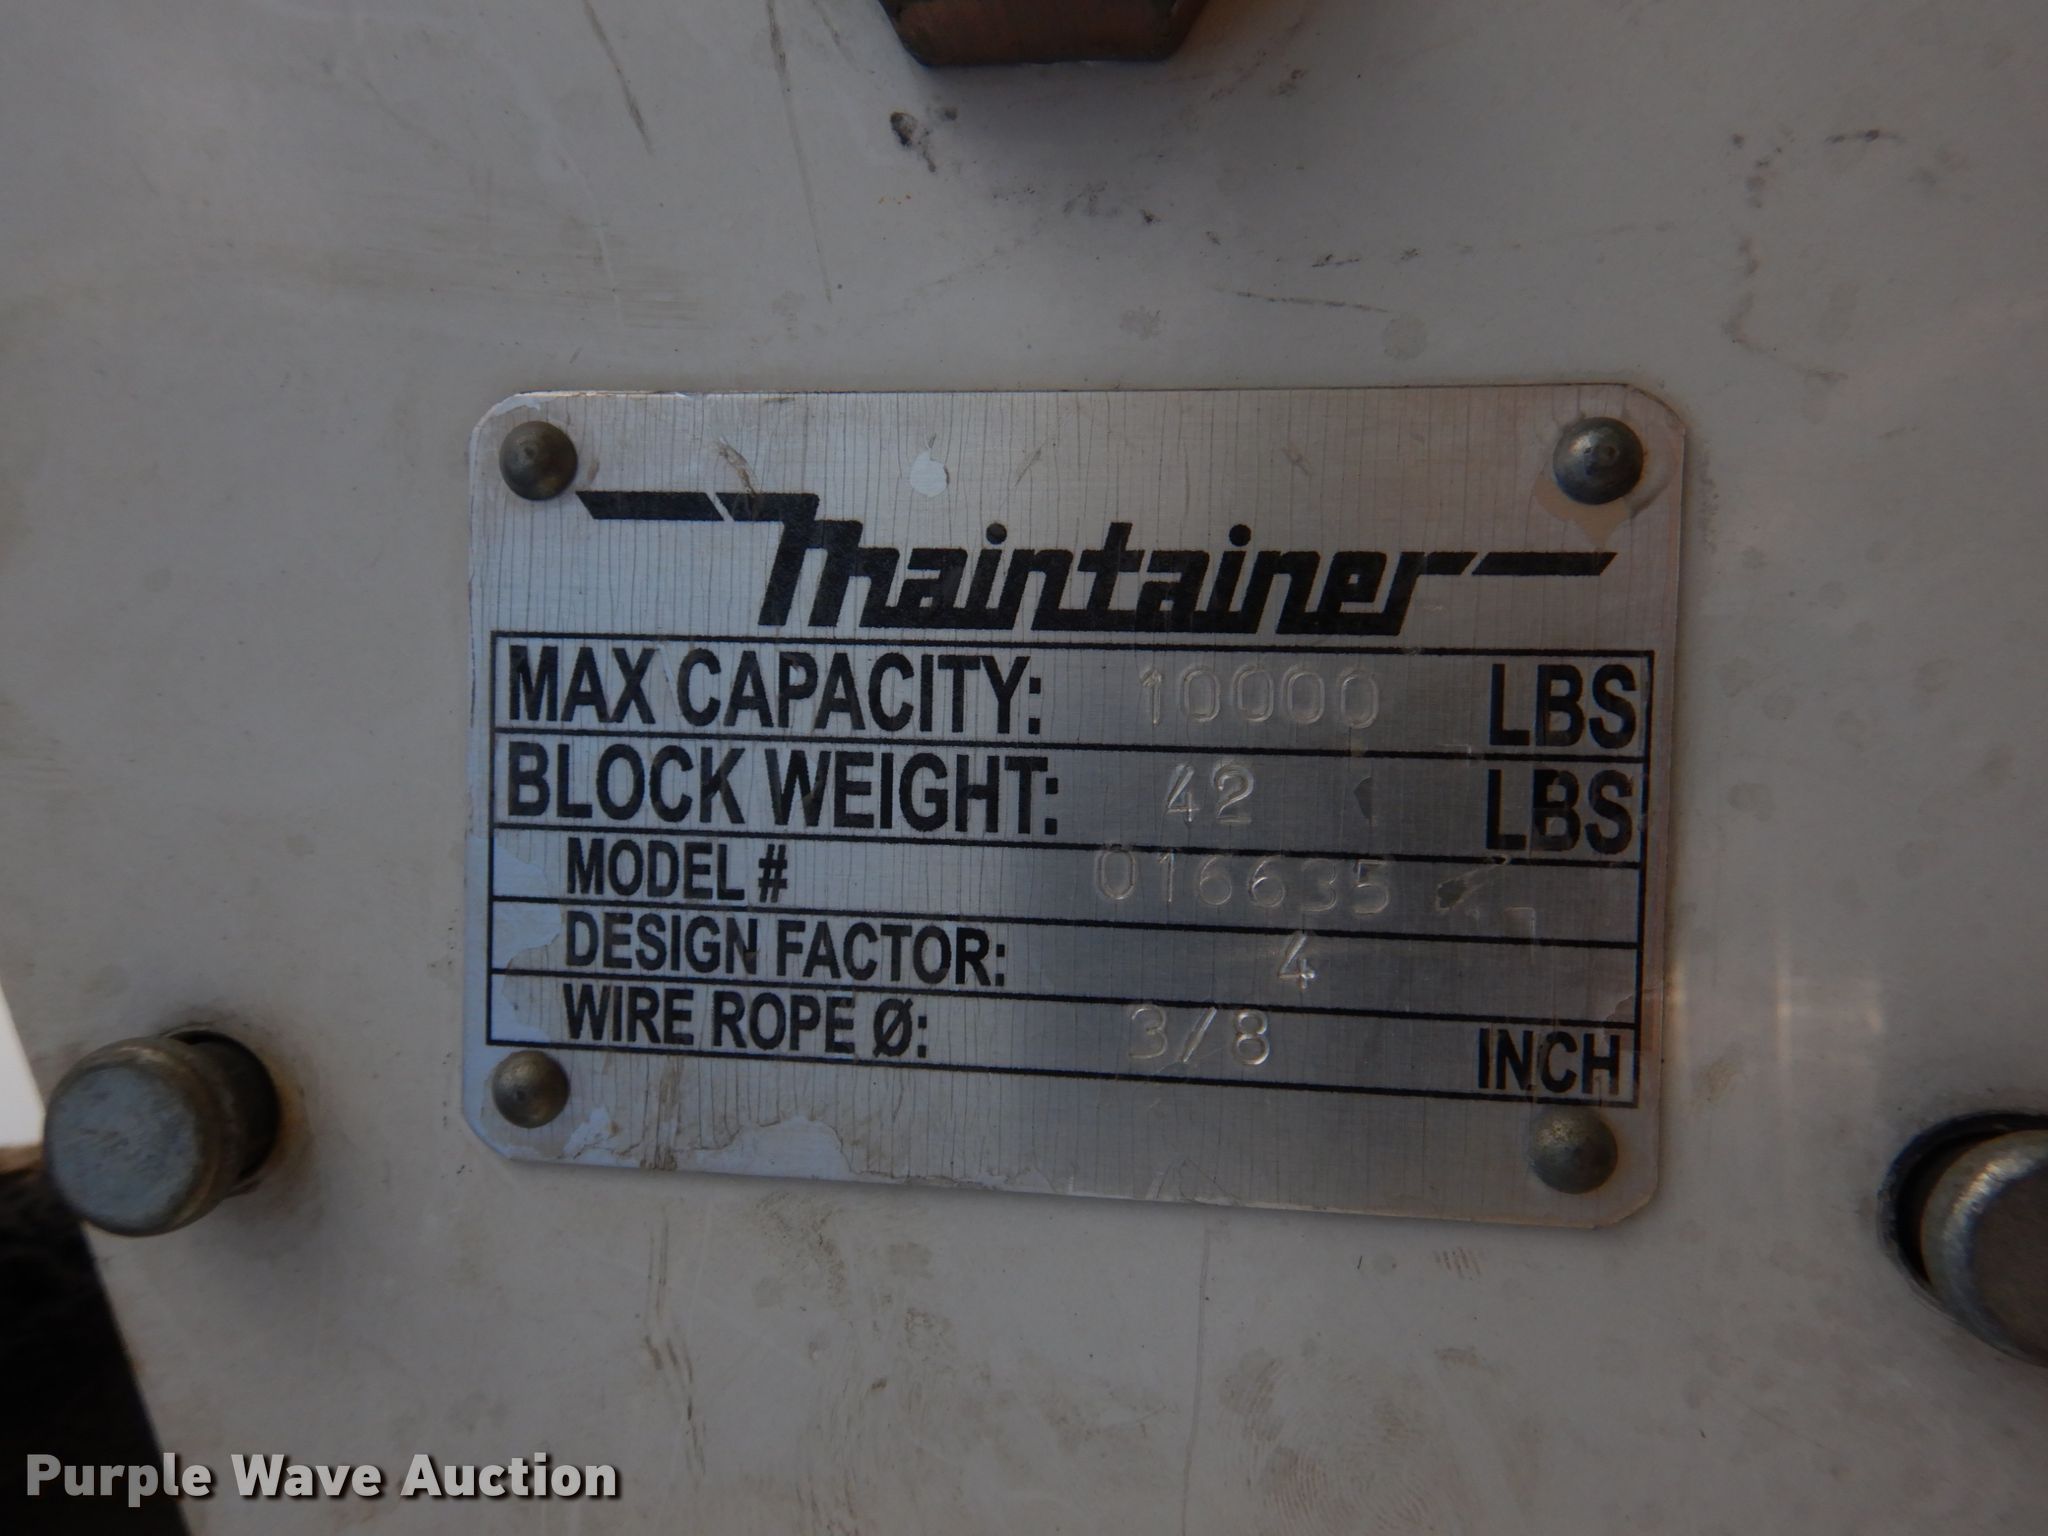 Maintainer
MAX CAPACITY: 10000 LBS
BLOCK WEIGHT: 42 LBS
MODEL # 016635
DESIGN FACTOR: 4
WIRE ROPE Ø: 3/8 INCH
Purple Wave Auction